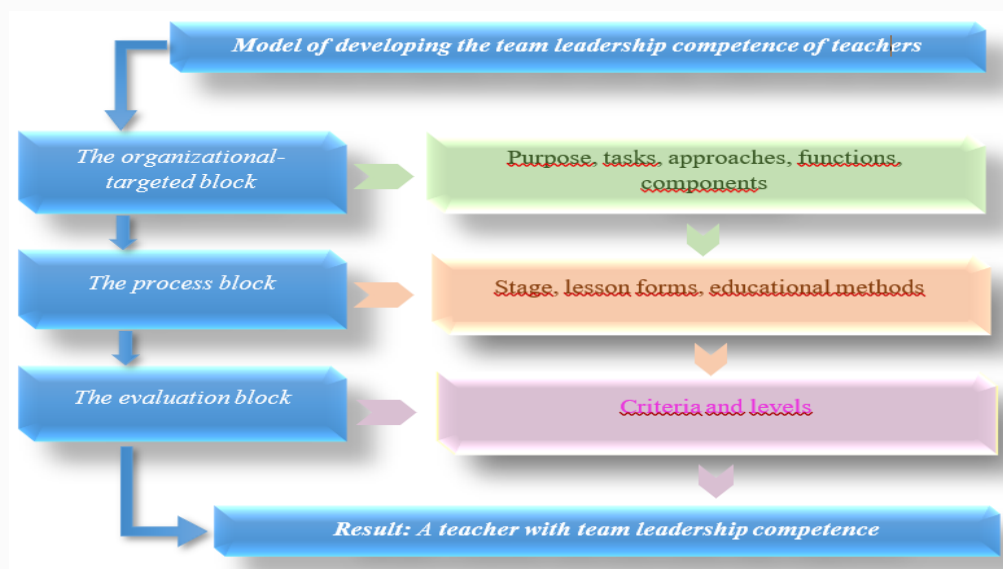 Model of developing the team leadership competence of teachers
The organizational-
targeted block
Purpose, tasks, approaches, functions,
components
The process block
Stage, lesson forms, educational methods
The evaluation block
Criteria and levels
Result: A teacher with team leadership competence